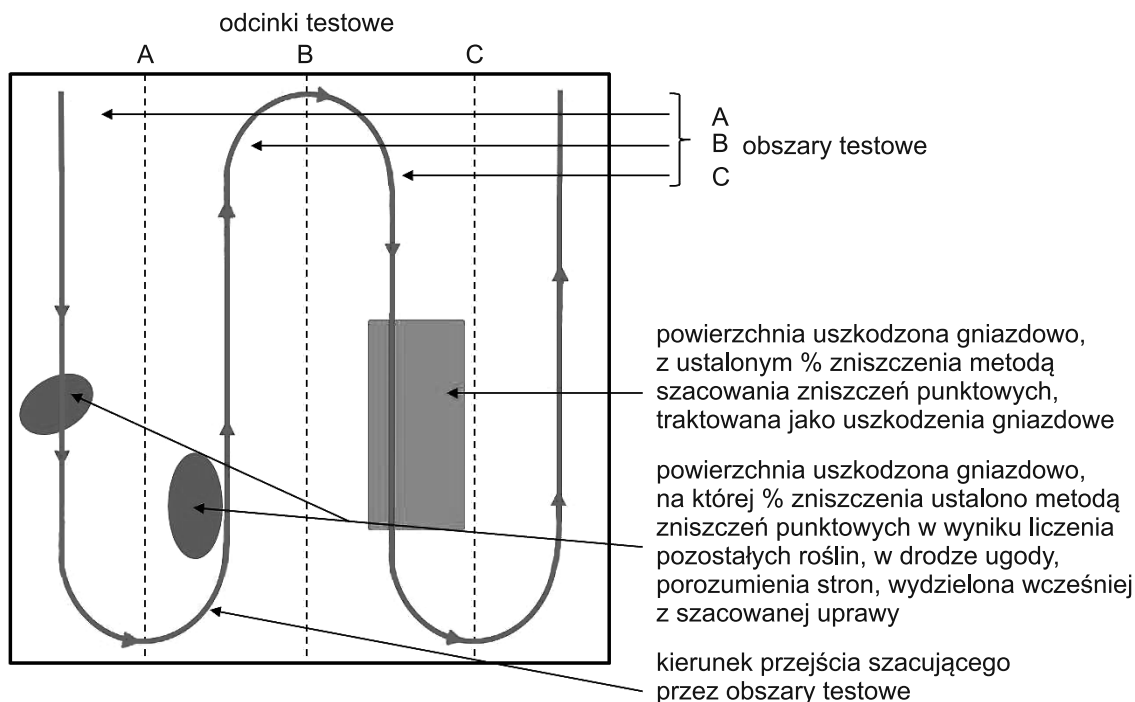 odcinki testowe
A B C
A
B obszary testowe
C
powierzchnia uszkodzona gniazdowo,
z ustalonym % zniszczenia metodą
szacowania zniszczeń punktowych,
traktowana jako uszkodzenia gniazdowe
powierzchnia uszkodzona gniazdowo,
na której % zniszczenia ustalono metodą
zniszczeń punktowych w wyniku liczenia
pozostałych roślin, w drodze ugody,
porozumienia stron, wydzielona wcześniej
z szacowanej uprawy
kierunek przejścia szacującego
przez obszary testowe